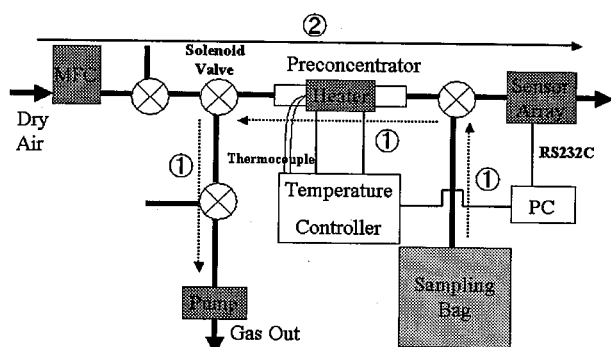 ②
Solenoid
Valve
MFC
Preconcentrator
Heater
Sensor
Array
Dry
Air
①
Thermocouple
①
①
RS232C
Temperature
Controller
PC
Sampling
Bag
Pump
Gas Out